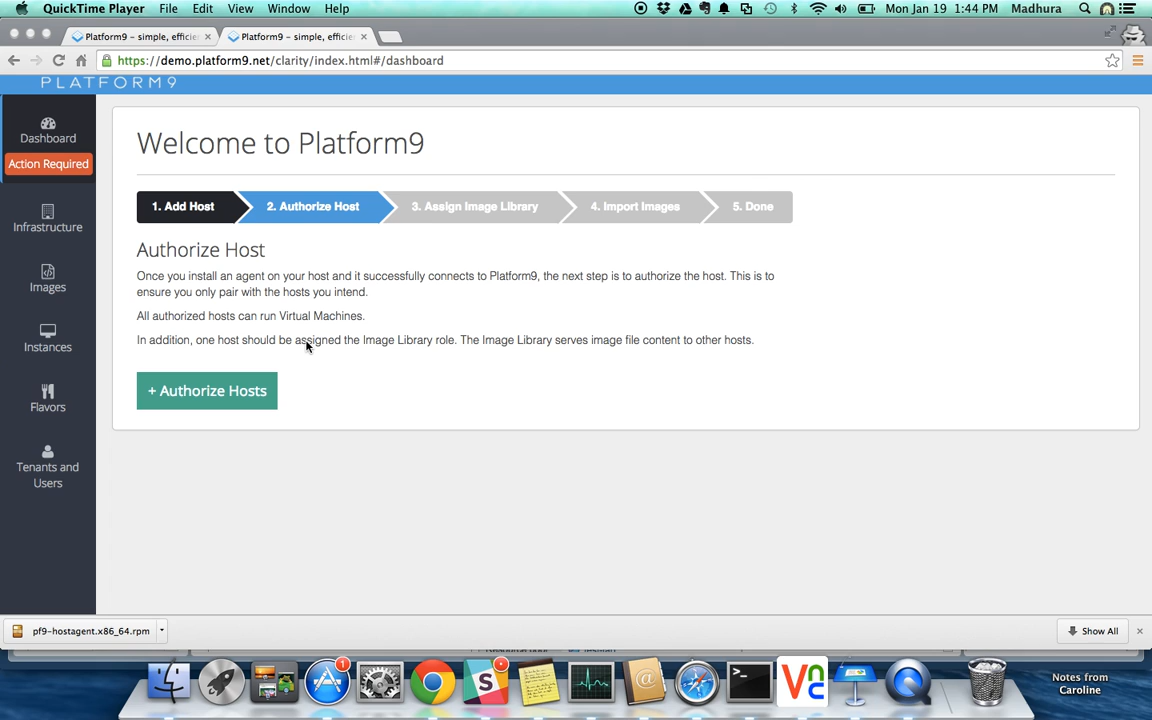 QuickTime Player File Edit View Window Help Mon Jan 19 1:44 PM Madhura
Platform9 – simple, efficie Platform9 – simple, efficie
https://demo.platform9.net/clarity/index.html#/dashboard
PLATFORM9
Dashboard
Action Required
Infrastructure
Images
Instances
Flavors
Tenants and
Users
Welcome to Platform9
1. Add Host 2. Authorize Host 3. Assign Image Library 4. Import Images 5. Done
Authorize Host
Once you install an agent on your host and it successfully connects to Platform9, the next step is to authorize the host. This is to
ensure you only pair with the hosts you intend.
All authorized hosts can run Virtual Machines.
In addition, one host should be assigned the Image Library role. The Image Library serves image file content to other hosts.
+ Authorize Hosts
pf9-hostagent.x86_64.rpm Show All
1
Notes from
Caroline